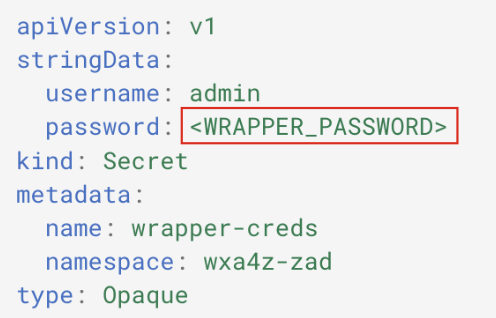 apiVersion: v1
stringData:
  username: admin
  password: <WRAPPER_PASSWORD>
kind: Secret
metadata:
  name: wrapper-creds
  namespace: wxa4z-zad
type: Opaque